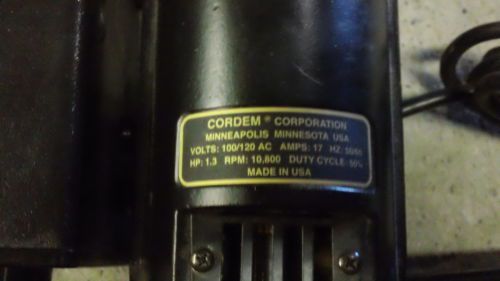 CORDEM ® CORPORATION
MINNEAPOLIS MINNESOTA USA
VOLTS: 100/120 AC AMPS: 17 HZ: 50/60
HP: 1.3 RPM: 10,800 DUTY CYCLE: 50%
MADE IN USA